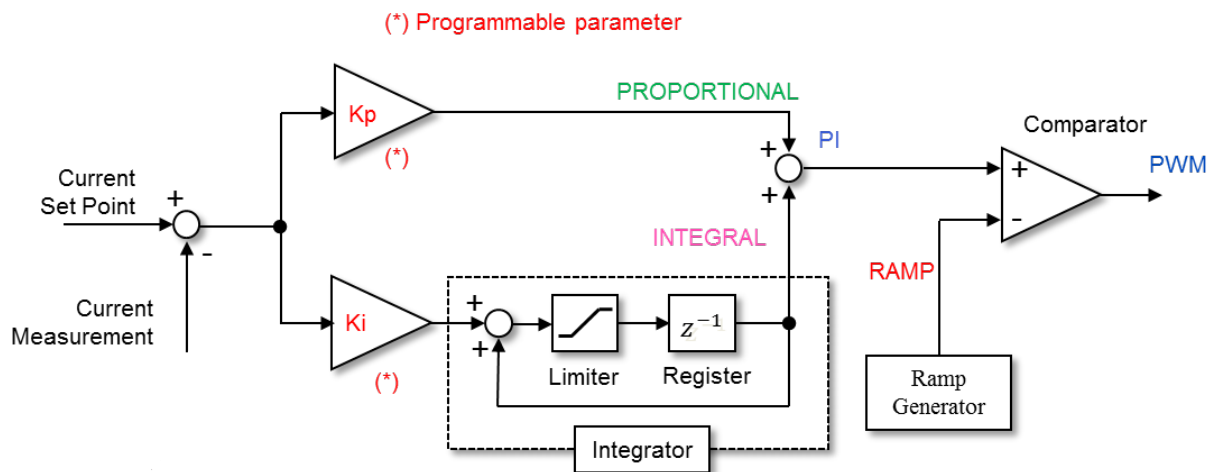 (*) Programmable parameter
Kp
(*)
PROPORTIONAL
Comparator
Current
Set Point
+
-
+
+
PI
+
-
PWM
INTEGRAL
RAMP
Current
Measurement
Ki
(*)
+
+
z⁻¹
Limiter
Register
Integrator
Ramp
Generator